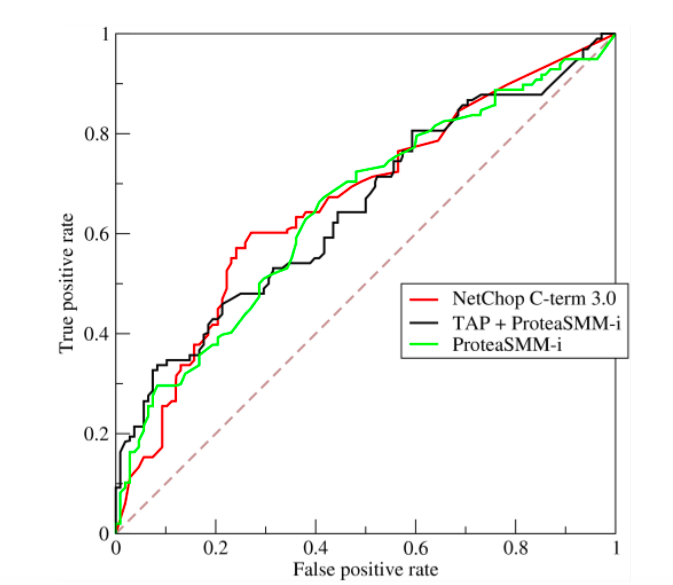 1
0.8
0.6
0.4
0.2
0
True positive rate
NetChop C-term 3.0
TAP + ProteaSMM-i
ProteaSMM-i
0 0.2 0.4 0.6 0.8 1
False positive rate